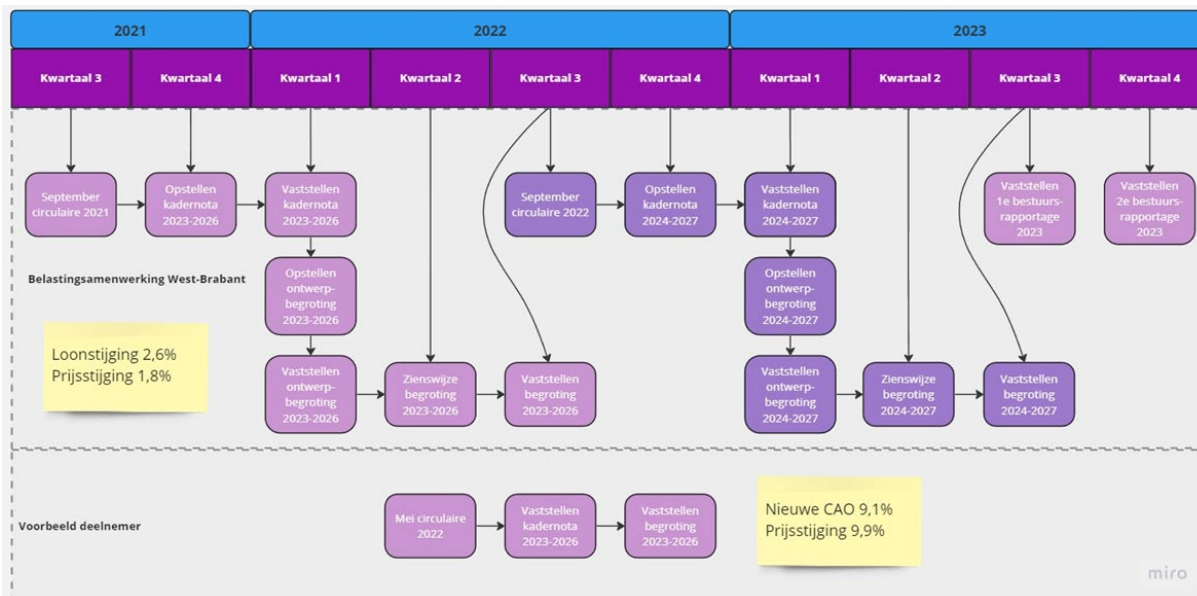 2021
2022
2023
Kwartaal 3
Kwartaal 4
Kwartaal 1
Kwartaal 2
Kwartaal 3
Kwartaal 4
Kwartaal 1
Kwartaal 2
Kwartaal 3
Kwartaal 4
September
circulaire 2021
Opstellen
kadernota
2023-2026
Vaststellen
kadernota
2023-2026
September
circulaire 2022
Opstellen
kadernota
2024-2027
Vaststellen
kadernota
2024-2027
Vaststellen
1e bestuurs-
rapportage
2023
Vaststellen
2e bestuurs-
rapportage
2023
Belastingsamenwerking West-Brabant
Opstellen
ontwerp-
begroting
2023-2026
Opstellen
ontwerp-
begroting
2024-2027
Loonstijging 2,6%
Prijsstijging 1,8%
Vaststellen
ontwerp-
begroting
2023-2026
Zienswijze
begroting
2023-2026
Vaststellen
begroting
2023-2026
Vaststellen
ontwerp-
begroting
2024-2027
Zienswijze
begroting
2024-2027
Vaststellen
begroting
2024-2027
Voorbeeld deelnemer
Mei circulaire
2022
Vaststellen
kadernota
2023-2026
Vaststellen
begroting
2023-2026
Nieuwe CAO 9,1%
Prijsstijging 9,9%
miro